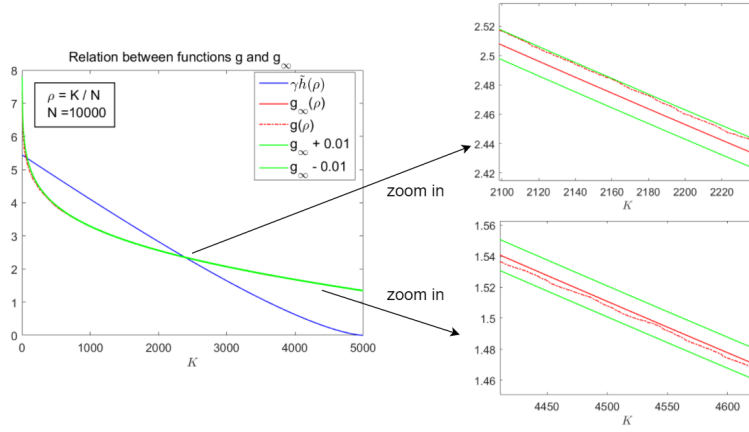 Relation between functions g and g∞
8
7
6
5
4
3
2
1
0
ρ = K / N
N =10000
γh̃(ρ)
g∞(ρ)
g(ρ)
g∞ + 0.01
g∞ - 0.01
0 1000 2000 3000 4000 5000
K
zoom in
zoom in
2.52
2.5
2.48
2.46
2.44
2.42
2100 2120 2140 2160 2180 2200 2220
K
1.56
1.54
1.52
1.5
1.48
1.46
4450 4500 4550 4600
K